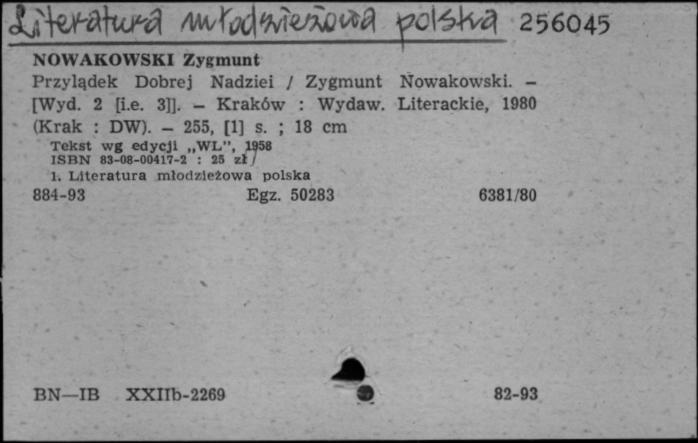 Literatura młodzieżowa polska 256045
NOWAKOWSKI Zygmunt
Przylądek Dobrej Nadziei / Zygmunt Nowakowski. –
[Wyd. 2 [i.e. 3]]. – Kraków : Wydaw. Literackie, 1980
(Krak : DW). – 255, [1] s. ; 18 cm
Tekst wg edycji „WL”, 1958
ISBN 83-08-00417-2 : 25 zł
1. Literatura młodzieżowa polska
884-93 Egz. 50283 6381/80
BN—IB XXIIb-2269 82-93